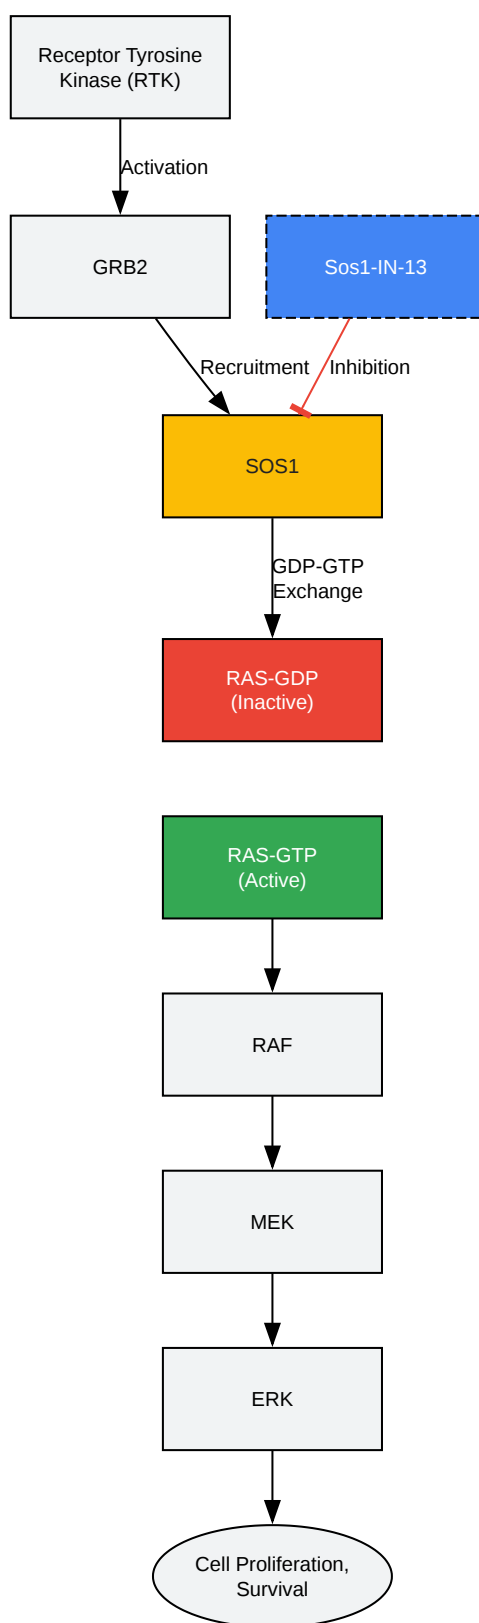 Receptor Tyrosine
Kinase (RTK)
Activation
GRB2
Sos1-IN-13
Recruitment
Inhibition
SOS1
GDP-GTP
Exchange
RAS-GDP
(Inactive)
RAS-GTP
(Active)
RAF
MEK
ERK
Cell Proliferation,
Survival